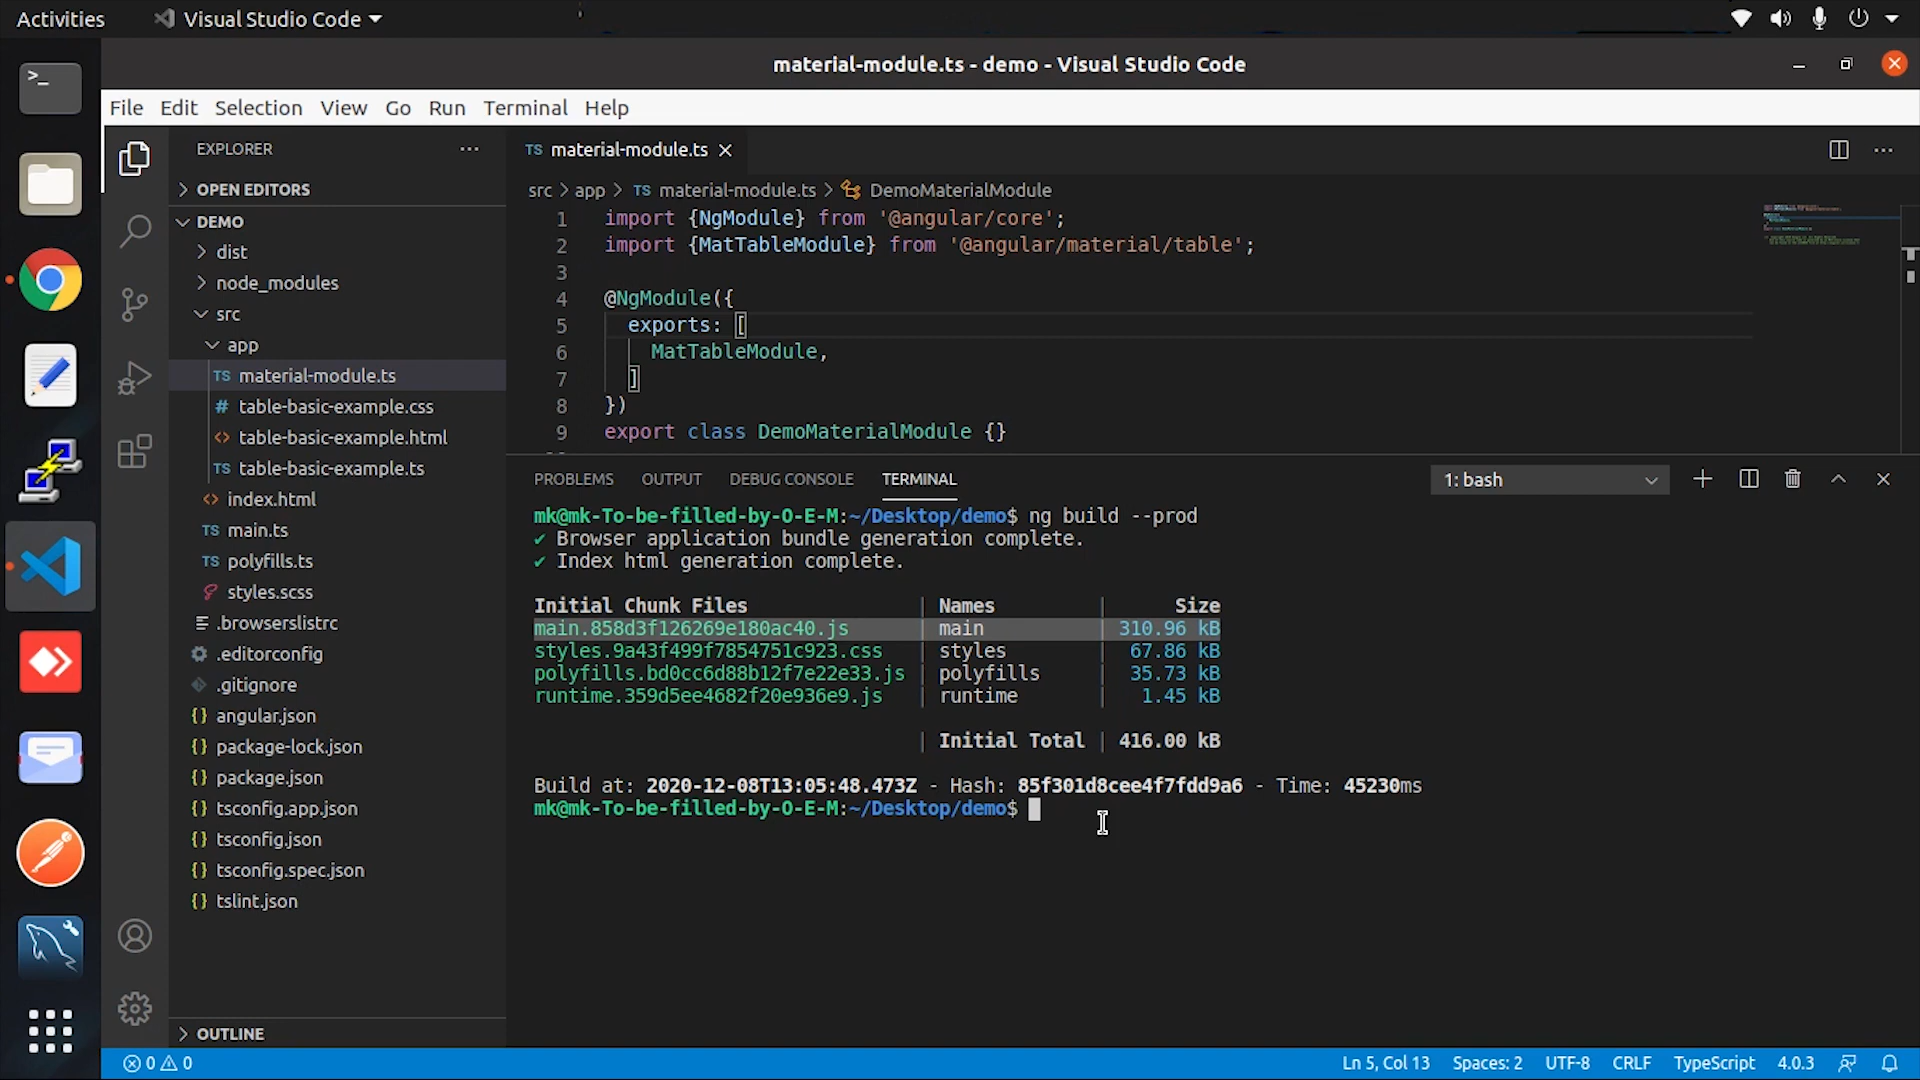 Activities
Visual Studio Code
material-module.ts - demo - Visual Studio Code
File Edit Selection View Go Run Terminal Help
EXPLORER
OPEN EDITORS
DEMO
dist
node_modules
src
app
TS material-module.ts
# table-basic-example.css
<> table-basic-example.html
TS table-basic-example.ts
<> index.html
TS main.ts
TS polyfills.ts
styles.scss
.browserslistrc
.editorconfig
.gitignore
{} angular.json
{} package-lock.json
{} package.json
{} tsconfig.app.json
{} tsconfig.json
{} tsconfig.spec.json
{} tslint.json
OUTLINE
TS material-module.ts
src > app > TS material-module.ts > DemoMaterialModule
1 import {NgModule} from '@angular/core';
2 import {MatTableModule} from '@angular/material/table';
3
4 @NgModule({
5 exports: [
6 MatTableModule,
7 ]
8 })
9 export class DemoMaterialModule {}
PROBLEMS OUTPUT DEBUG CONSOLE TERMINAL 1: bash
mk@mk-To-be-filled-by-O-E-M:~/Desktop/demo$ ng build --prod
✔ Browser application bundle generation complete.
✔ Index html generation complete.
Initial Chunk Files | Names | Size
main.858d3f126269e180ac40.js | main | 310.96 kB
styles.9a43f499f7854751c923.css | styles | 67.86 kB
polyfills.bd0cc6d88b12f7e22e33.js | polyfills | 35.73 kB
runtime.359d5ee4682f20e936e9.js | runtime | 1.45 kB
| Initial Total | 416.00 kB
Build at: 2020-12-08T13:05:48.473Z - Hash: 85f301d8cee4f7fdd9a6 - Time: 45230ms
mk@mk-To-be-filled-by-O-E-M:~/Desktop/demo$
0 0
Ln 5, Col 13 Spaces: 2 UTF-8 CRLF TypeScript 4.0.3